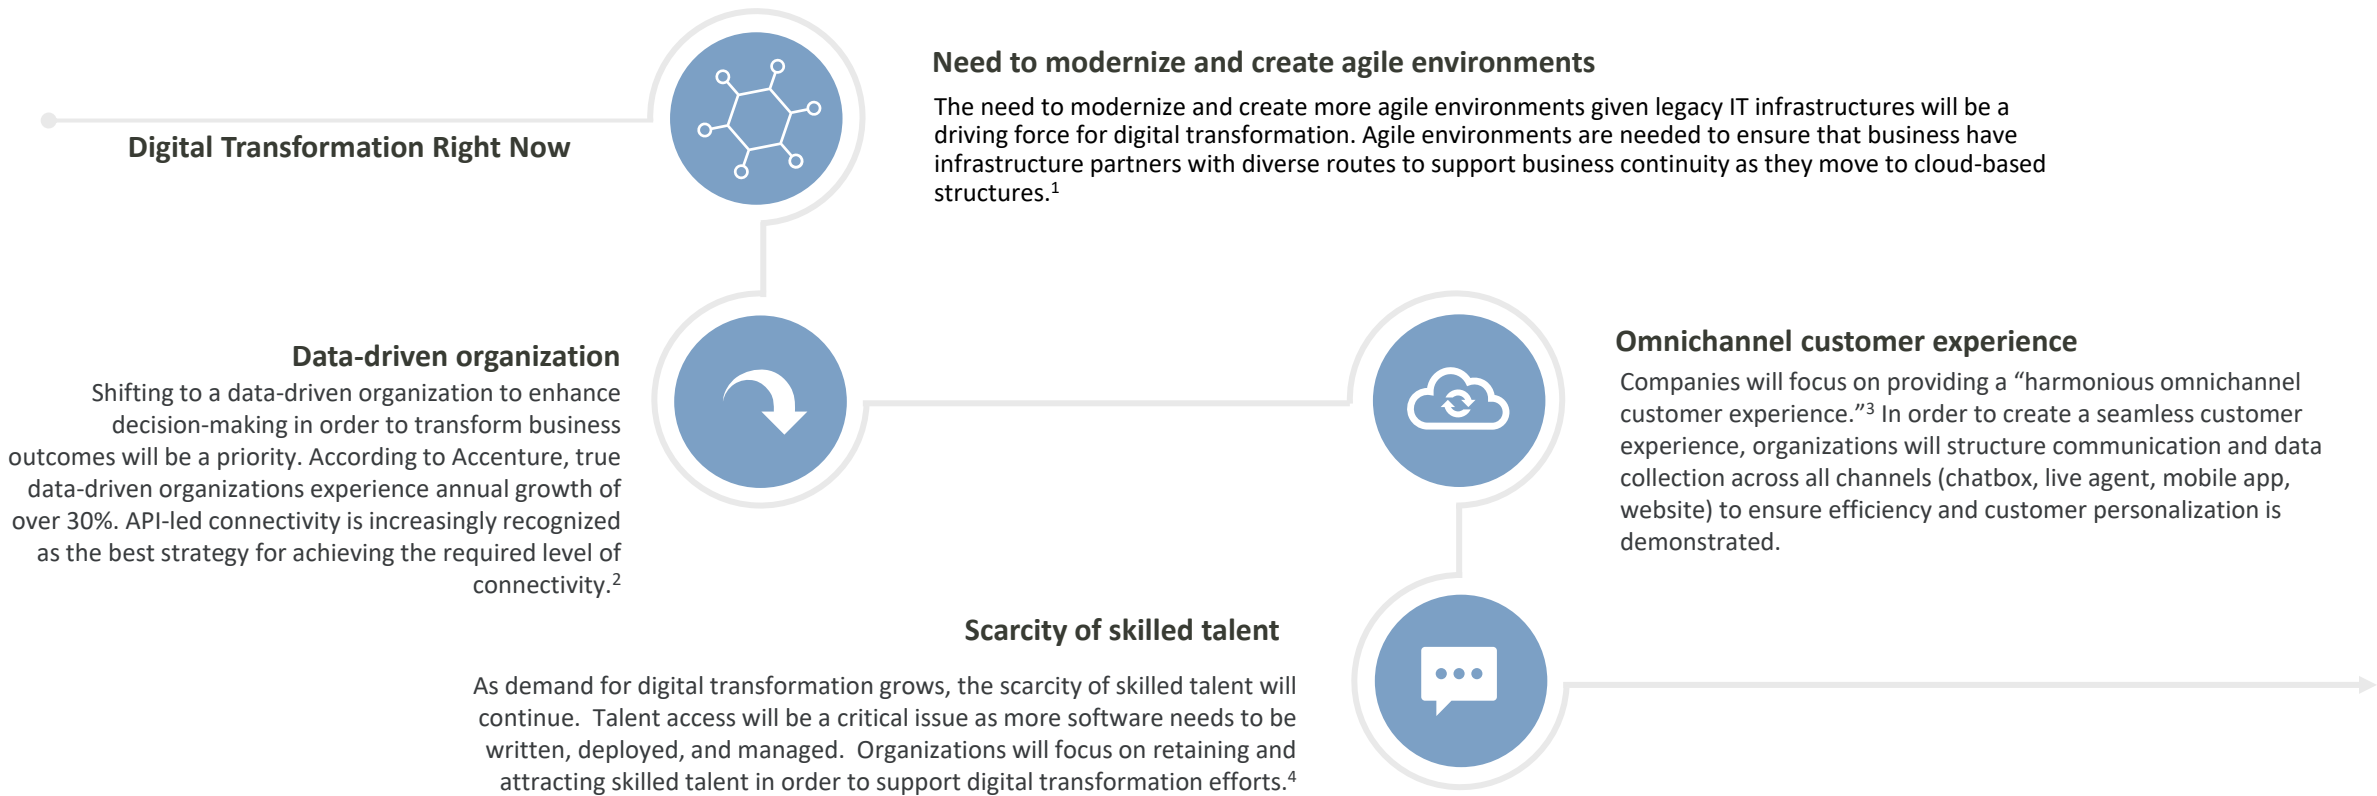 Digital Transformation Right Now
Need to modernize and create agile environments
The need to modernize and create more agile environments given legacy IT infrastructures will be a
driving force for digital transformation. Agile environments are needed to ensure that business have
infrastructure partners with diverse routes to support business continuity as they move to cloud-based
structures.1
Data-driven organization
Shifting to a data-driven organization to enhance
decision-making in order to transform business
outcomes will be a priority. According to Accenture, true
data-driven organizations experience annual growth of
over 30%. API-led connectivity is increasingly recognized
as the best strategy for achieving the required level of
connectivity.2
Omnichannel customer experience
Companies will focus on providing a “harmonious omnichannel
customer experience.”3 In order to create a seamless customer
experience, organizations will structure communication and data
collection across all channels (chatbox, live agent, mobile app,
website) to ensure efficiency and customer personalization is
demonstrated.
Scarcity of skilled talent
As demand for digital transformation grows, the scarcity of skilled talent will
continue.  Talent access will be a critical issue as more software needs to be
written, deployed, and managed.  Organizations will focus on retaining and
attracting skilled talent in order to support digital transformation efforts.4